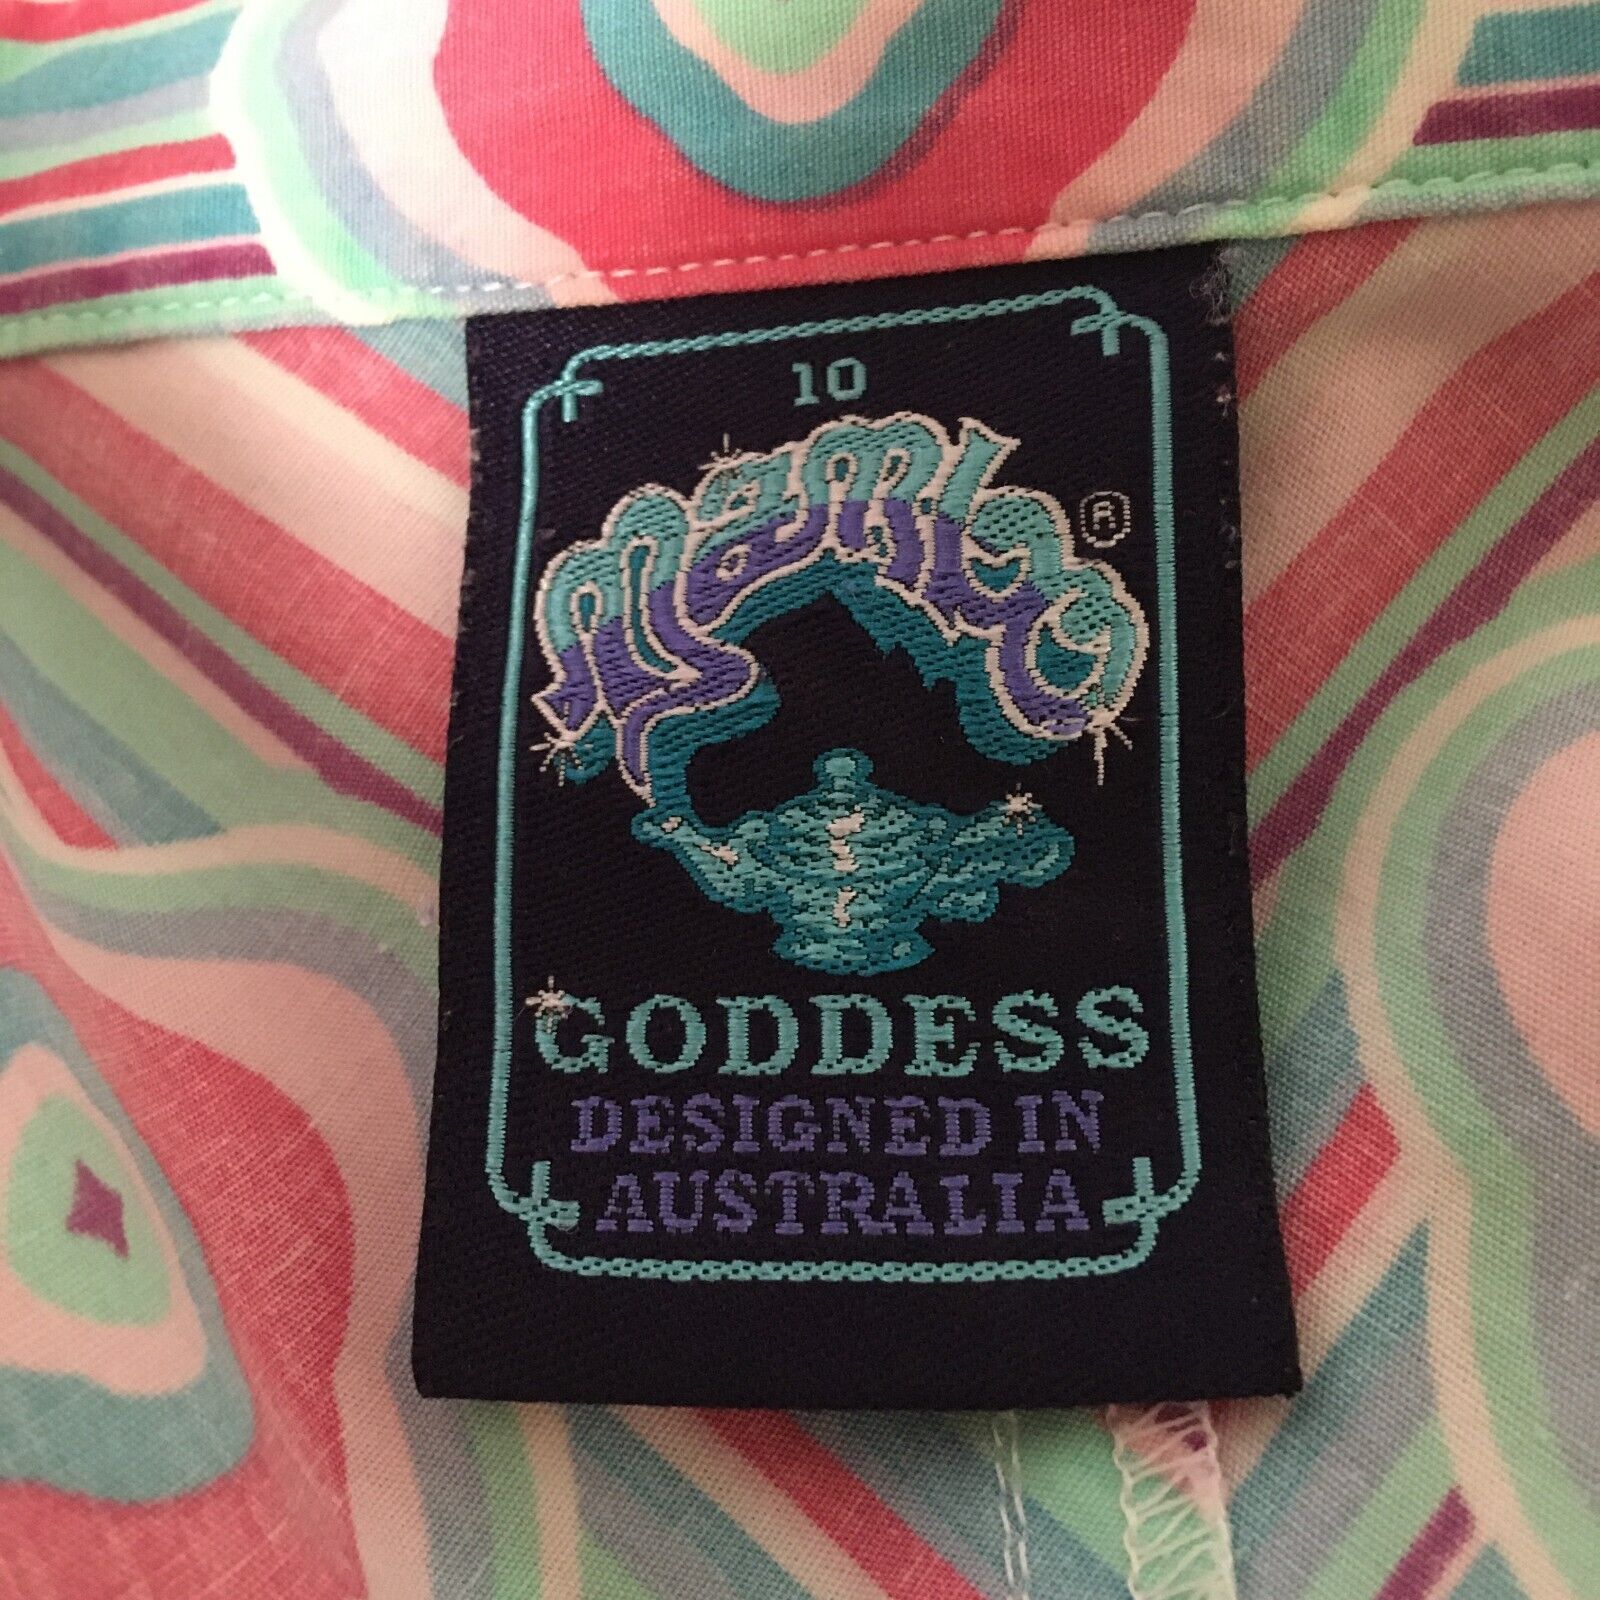 10
mambo ®
GODDESS
DESIGNED IN
AUSTRALIA